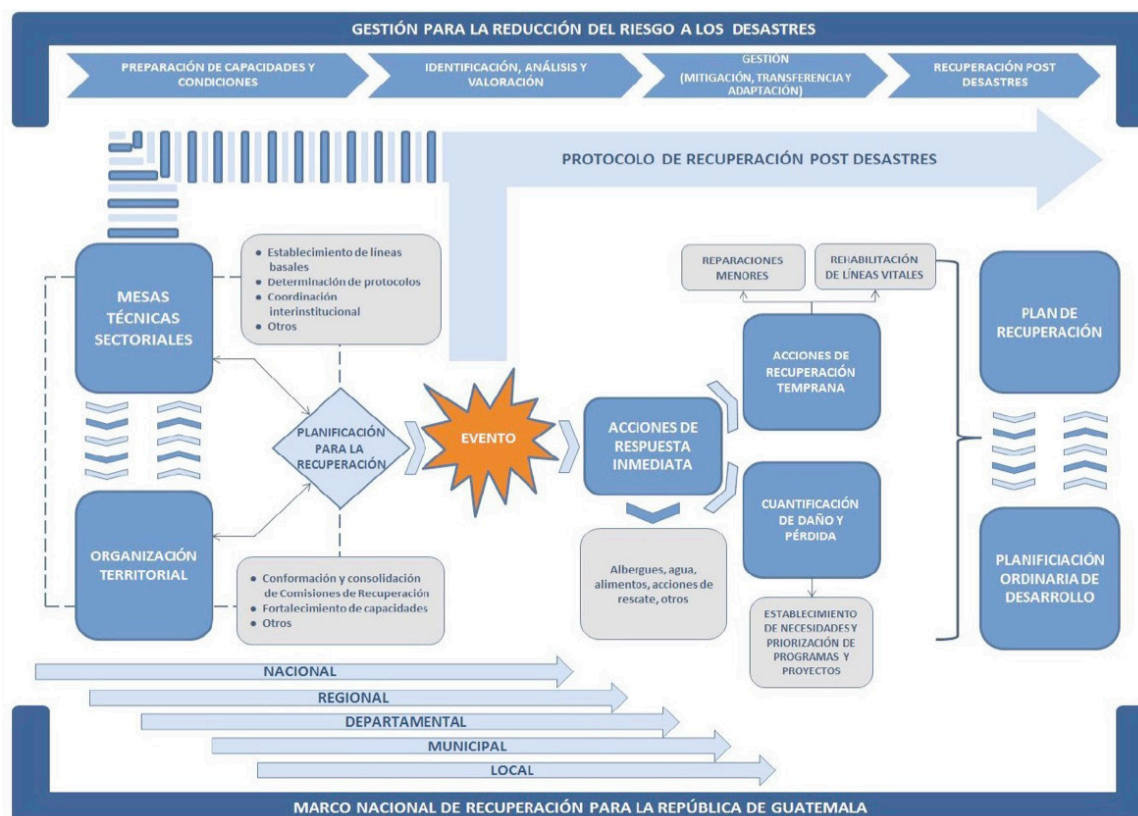 GESTIÓN PARA LA REDUCCIÓN DEL RIESGO A LOS DESASTRES
PREPARACIÓN DE CAPACIDADES Y
CONDICIONES
IDENTIFICACIÓN, ANÁLISIS Y
VALORACIÓN
GESTIÓN
(MITIGACIÓN, TRANSFERENCIA Y
ADAPTACIÓN)
RECUPERACIÓN POST
DESASTRES
PROTOCOLO DE RECUPERACIÓN POST DESASTRES
MESAS
TÉCNICAS
SECTORIALES
● Establecimiento de líneas
basales
● Determinación de protocolos
● Coordinación
interinstitucional
● Otros
PLANIFICACIÓN
PARA LA
RECUPERACIÓN
ORGANIZACIÓN
TERRITORIAL
● Conformación y consolidación
de Comisiones de Recuperación
● Fortalecimiento de capacidades
● Otros
EVENTO
ACCIONES DE
RESPUESTA
INMEDIATA
Albergues, agua,
alimentos, acciones de
rescate, otros
REPARACIONES
MENORES
REHABILITACIÓN
DE LÍNEAS VITALES
ACCIONES DE
RECUPERACIÓN
TEMPRANA
CUANTIFICACIÓN
DE DAÑO Y
PÉRDIDA
ESTABLECIMIENTO
DE NECESIDADES Y
PRIORIZACIÓN DE
PROGRAMAS Y
PROYECTOS
PLAN DE
RECUPERACIÓN
PLANIFICIACIÓN
ORDINARIA DE
DESARROLLO
NACIONAL
REGIONAL
DEPARTAMENTAL
MUNICIPAL
LOCAL
MARCO NACIONAL DE RECUPERACIÓN PARA LA REPÚBLICA DE GUATEMALA